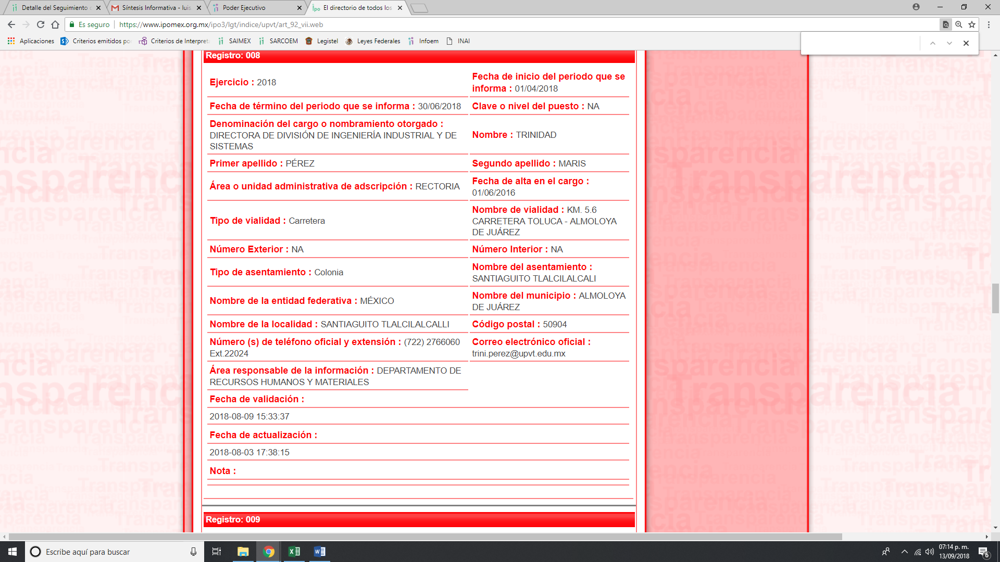 Detalle del Seguimiento
Síntesis Informativa - luis
Poder Ejecutivo
El directorio de todos los
Es seguro
https://www.ipomex.org.mx/ipo3/lgt/indice/upvt/art_92_vii.web
Aplicaciones
Criterios emitidos po
Criterios de Interpret
SAIMEX
SARCOEM
Legistel
Leyes Federales
Infoem
INAI
Registro: 008
Ejercicio : 2018
Fecha de inicio del periodo que se
informa : 01/04/2018
Fecha de término del periodo que se informa : 30/06/2018
Clave o nivel del puesto : NA
Denominación del cargo o nombramiento otorgado :
DIRECTORA DE DIVISIÓN DE INGENIERÍA INDUSTRIAL Y DE
SISTEMAS
Nombre : TRINIDAD
Primer apellido : PÉREZ
Segundo apellido : MARIS
Área o unidad administrativa de adscripción : RECTORIA
Fecha de alta en el cargo :
01/06/2016
Tipo de vialidad : Carretera
Nombre de vialidad : KM. 5.6
CARRETERA TOLUCA - ALMOLOYA
DE JUÁREZ
Número Exterior : NA
Número Interior : NA
Tipo de asentamiento : Colonia
Nombre del asentamiento :
SANTIAGUITO TLALCILALCALI
Nombre de la entidad federativa : MÉXICO
Nombre del municipio : ALMOLOYA
DE JUÁREZ
Nombre de la localidad : SANTIAGUITO TLALCILALCALLI
Código postal : 50904
Número (s) de teléfono oficial y extensión : (722) 2766060
Ext.22024
Correo electrónico oficial :
trini.perez@upvt.edu.mx
Área responsable de la información : DEPARTAMENTO DE
RECURSOS HUMANOS Y MATERIALES
Fecha de validación :
2018-08-09 15:33:37
Fecha de actualización :
2018-08-03 17:38:15
Nota :
Registro: 009
Escribe aquí para buscar
07:14 p. m.
13/09/2018
6